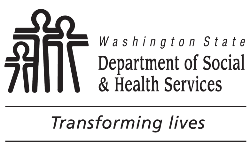 Washington State
Department of Social
& Health Services
Transforming lives